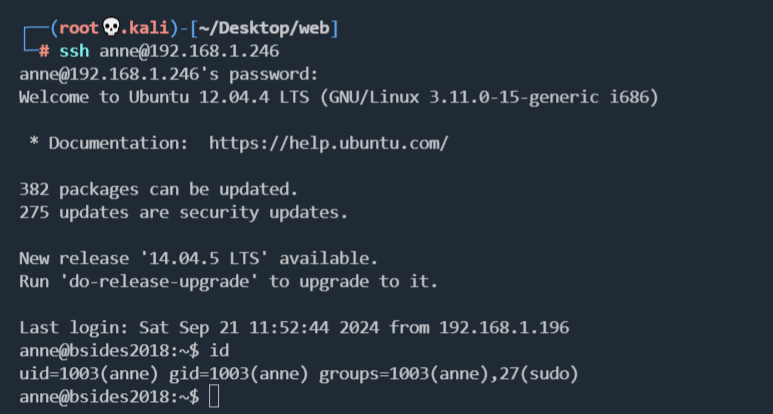 ┌──(root💀.kali)-[~/Desktop/web]
└─# ssh anne@192.168.1.246
anne@192.168.1.246's password:
Welcome to Ubuntu 12.04.4 LTS (GNU/Linux 3.11.0-15-generic i686)
* Documentation:  https://help.ubuntu.com/
382 packages can be updated.
275 updates are security updates.
New release '14.04.5 LTS' available.
Run 'do-release-upgrade' to upgrade to it.
Last login: Sat Sep 21 11:52:44 2024 from 192.168.1.196
anne@bsides2018:~$ id
uid=1003(anne) gid=1003(anne) groups=1003(anne),27(sudo)
anne@bsides2018:~$